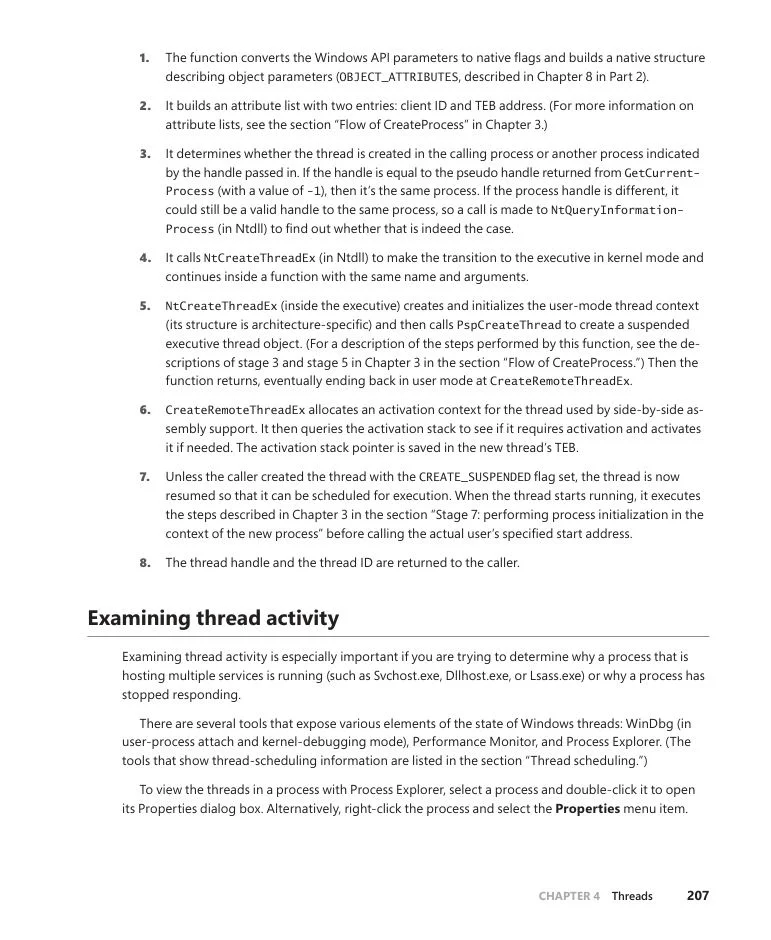 1. The function converts the Windows API parameters to native flags and builds a native structure
describing object parameters (OBJECT_ATTRIBUTES, described in Chapter 8 in Part 2).
2. It builds an attribute list with two entries: client ID and TEB address. (For more information on
attribute lists, see the section “Flow of CreateProcess” in Chapter 3.)
3. It determines whether the thread is created in the calling process or another process indicated
by the handle passed in. If the handle is equal to the pseudo handle returned from GetCurrent-
Process (with a value of -1), then it’s the same process. If the process handle is different, it
could still be a valid handle to the same process, so a call is made to NtQueryInformation-
Process (in Ntdll) to find out whether that is indeed the case.
4. It calls NtCreateThreadEx (in Ntdll) to make the transition to the executive in kernel mode and
continues inside a function with the same name and arguments.
5. NtCreateThreadEx (inside the executive) creates and initializes the user-mode thread context
(its structure is architecture-specific) and then calls PspCreateThread to create a suspended
executive thread object. (For a description of the steps performed by this function, see the de-
scriptions of stage 3 and stage 5 in Chapter 3 in the section “Flow of CreateProcess.”) Then the
function returns, eventually ending back in user mode at CreateRemoteThreadEx.
6. CreateRemoteThreadEx allocates an activation context for the thread used by side-by-side as-
sembly support. It then queries the activation stack to see if it requires activation and activates
it if needed. The activation stack pointer is saved in the new thread’s TEB.
7. Unless the caller created the thread with the CREATE_SUSPENDED flag set, the thread is now
resumed so that it can be scheduled for execution. When the thread starts running, it executes
the steps described in Chapter 3 in the section “Stage 7: performing process initialization in the
context of the new process” before calling the actual user’s specified start address.
8. The thread handle and the thread ID are returned to the caller.
Examining thread activity
Examining thread activity is especially important if you are trying to determine why a process that is
hosting multiple services is running (such as Svchost.exe, Dllhost.exe, or Lsass.exe) or why a process has
stopped responding.
There are several tools that expose various elements of the state of Windows threads: WinDbg (in
user-process attach and kernel-debugging mode), Performance Monitor, and Process Explorer. (The
tools that show thread-scheduling information are listed in the section “Thread scheduling.”)
To view the threads in a process with Process Explorer, select a process and double-click it to open
its Properties dialog box. Alternatively, right-click the process and select the Properties menu item.
CHAPTER 4 Threads 207